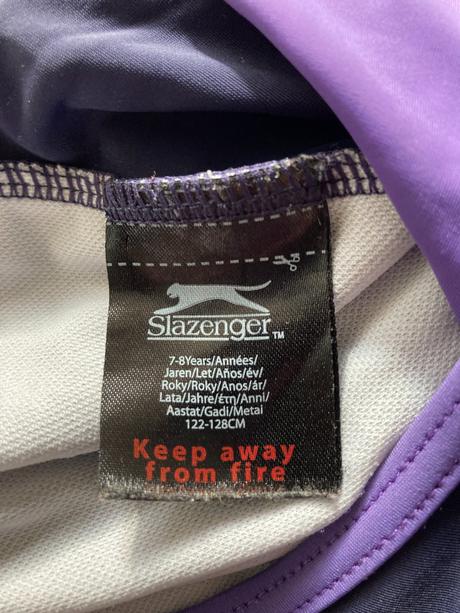 Slazenger™
7-8Years/Années/
Jaren/Let/Años/év/
Roky/Roky/Anos/ár/
Lata/Jahre/έτη/Anni/
Aastat/Gadi/Metai
122-128CM
Keep away
from fire